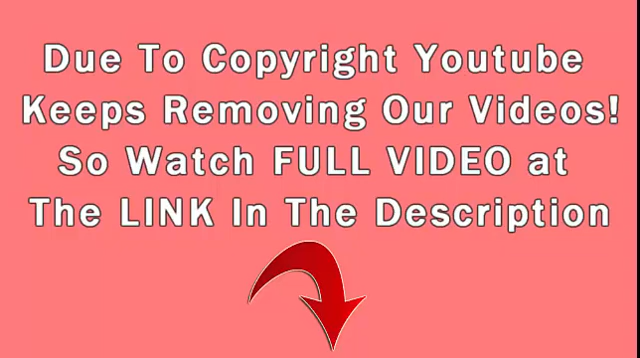 Due To Copyright Youtube
Keeps Removing Our Videos!
So Watch FULL VIDEO at
The LINK In The Description